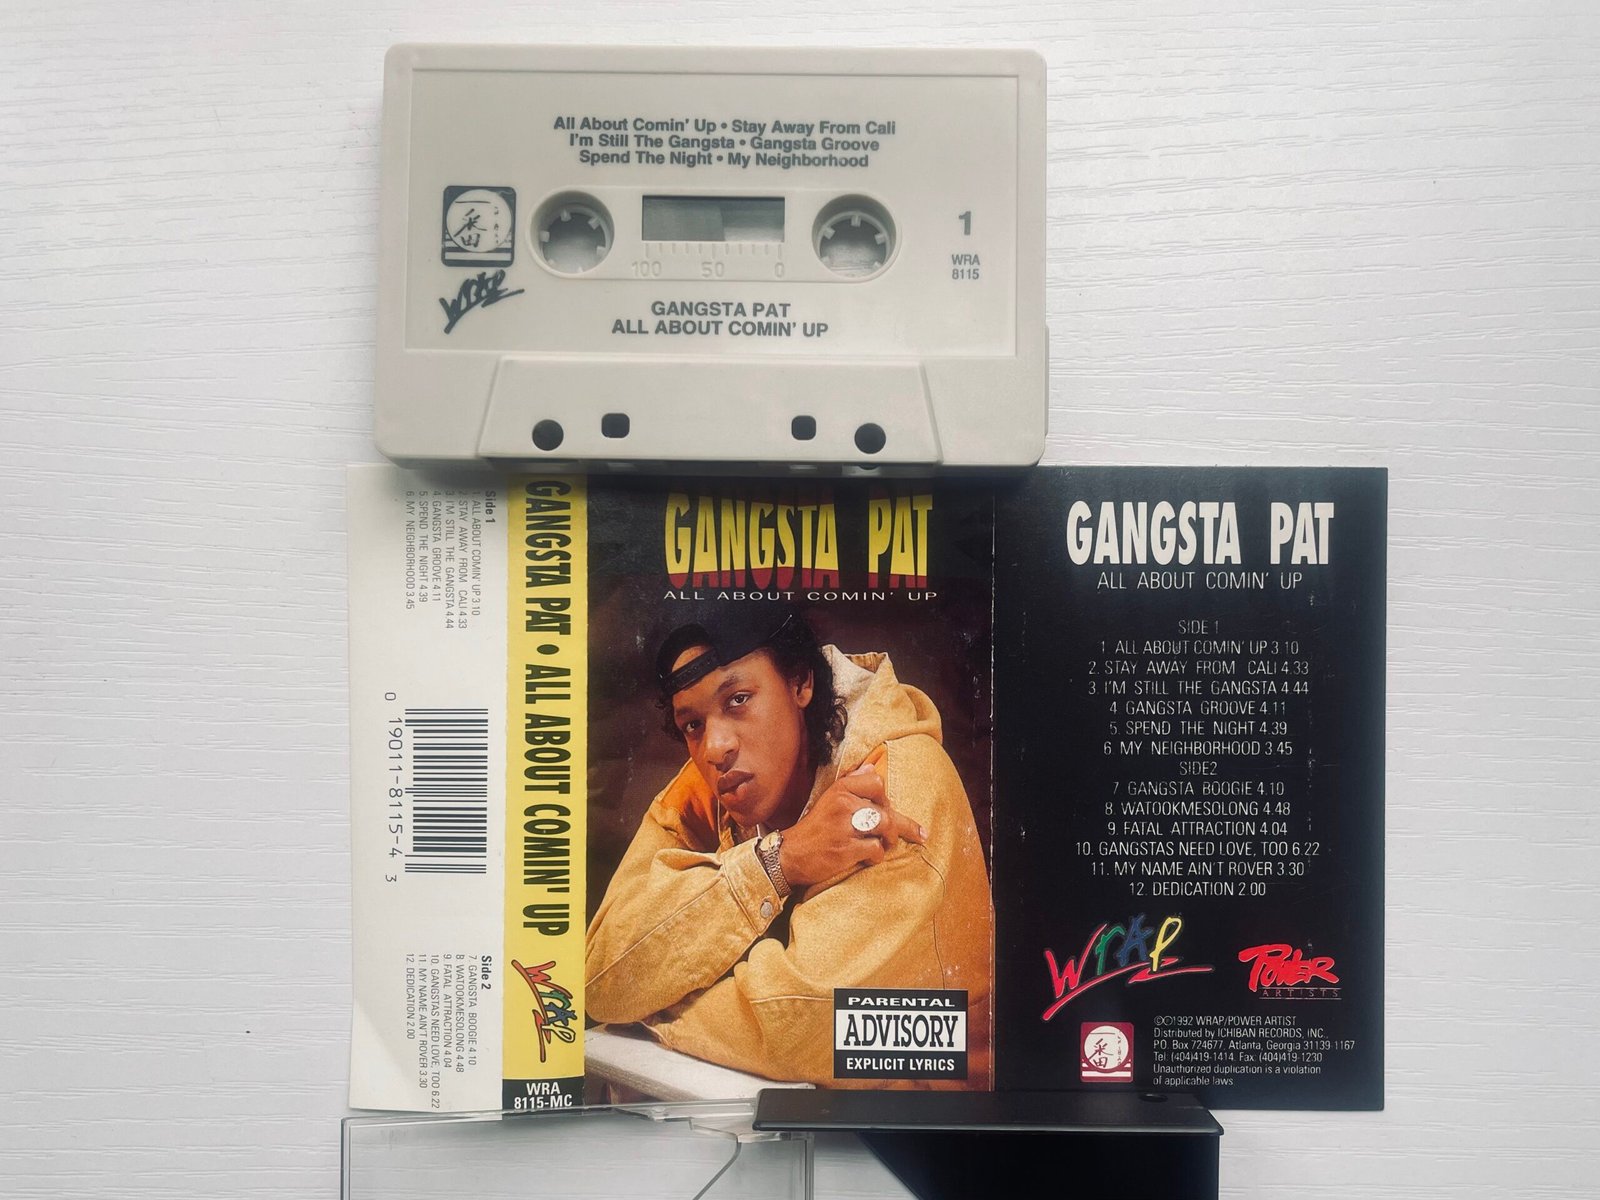 All About Comin' Up • Stay Away From Cali
I'm Still The Gangsta • Gangsta Groove
Spend The Night • My Neighborhood
一番
WRAP
100 50 0
1
WRA
8115
GANGSTA PAT
ALL ABOUT COMIN' UP
Side 1
1. ALL ABOUT COMIN' UP 3.10
2. STAY AWAY FROM CALI 4.33
3. I'M STILL THE GANGSTA 4.44
4. GANGSTA GROOVE 4.11
5. SPEND THE NIGHT 4.39
6. MY NEIGHBORHOOD 3.45
0 19011-8115-4 3
Side 2
7. GANGSTA BOOGIE 4.10
8. WATOOKMESOLONG 4.48
9. FATAL ATTRACTION 4.04
10. GANGSTAS NEED LOVE, TOO 6.22
11. MY NAME AIN'T ROVER 3.30
12. DEDICATION 2.00
GANGSTA PAT • ALL ABOUT COMIN' UP
WrAP
WRA
8115-MC
GANGSTA PAT
ALL ABOUT COMIN' UP
PARENTAL
ADVISORY
EXPLICIT LYRICS
GANGSTA PAT
ALL ABOUT COMIN' UP
SIDE 1
1. ALL ABOUT COMIN' UP 3.10
2. STAY AWAY FROM CALI 4.33
3. I'M STILL THE GANGSTA 4.44
4 GANGSTA GROOVE 4.11
5. SPEND THE NIGHT 4.39
6. MY NEIGHBORHOOD 3.45
SIDE2
7 GANGSTA BOOGIE 4.10
8. WATOOKMESOLONG 4.48
9. FATAL ATTRACTION 4.04
10. GANGSTAS NEED LOVE, TOO 6.22
11. MY NAME AIN'T ROVER 3.30
12. DEDICATION 2.00
WrAP
POWER
ARTISTS
一番
©℗1992 WRAP/POWER ARTIST
Distributed by ICHIBAN RECORDS, INC.,
P.O. Box 724677, Atlanta, Georgia 31139-1167
Tel: (404)419-1414. Fax: (404)419-1230
Unauthorized duplication is a violation
of applicable laws